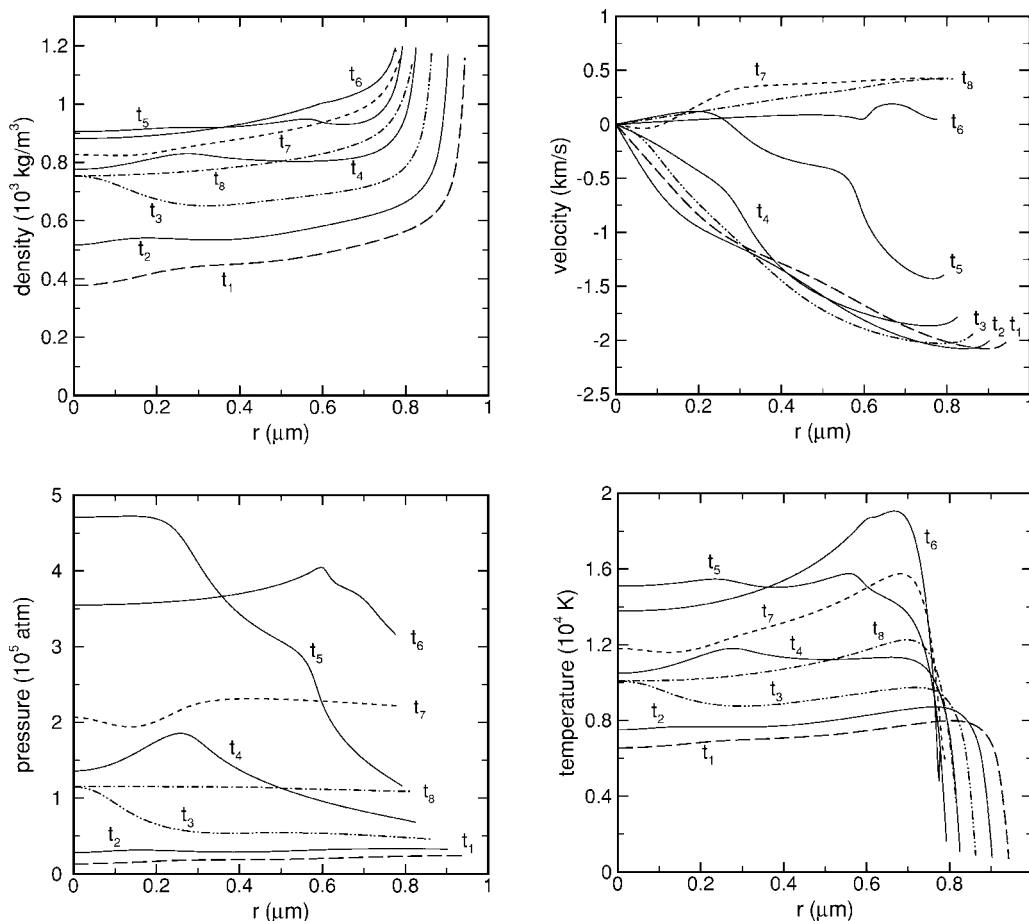 density (10³ kg/m³)
1.2
1
0.8
0.6
0.4
0.2
0
t₅
t₆
t₇
t₄
t₈
t₃
t₂
t₁
0 0.2 0.4 0.6 0.8 1
r (μm)
velocity (km/s)
1
0.5
0
-0.5
-1
-1.5
-2
-2.5
t₇
t₈
t₆
t₄
t₅
t₃ t₂ t₁
0 0.2 0.4 0.6 0.8 1
r (μm)
pressure (10⁵ atm)
5
4
3
2
1
0
t₆
t₅
t₇
t₄
t₈
t₃
t₂
t₁
0 0.2 0.4 0.6 0.8 1
r (μm)
temperature (10⁴ K)
2
1.6
1.2
0.8
0.4
0
t₆
t₅
t₇
t₄
t₈
t₃
t₂
t₁
0 0.2 0.4 0.6 0.8 1
r (μm)